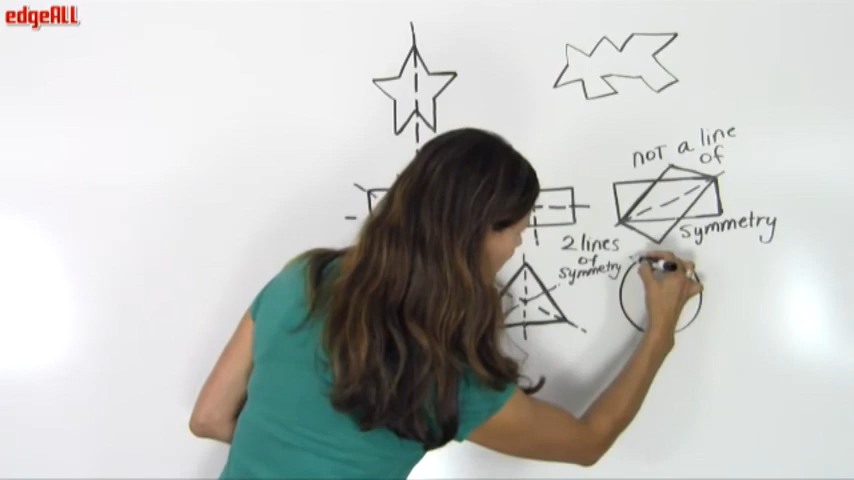 edgeALL
not a line
of
symmetry
2 lines
of
symmetry